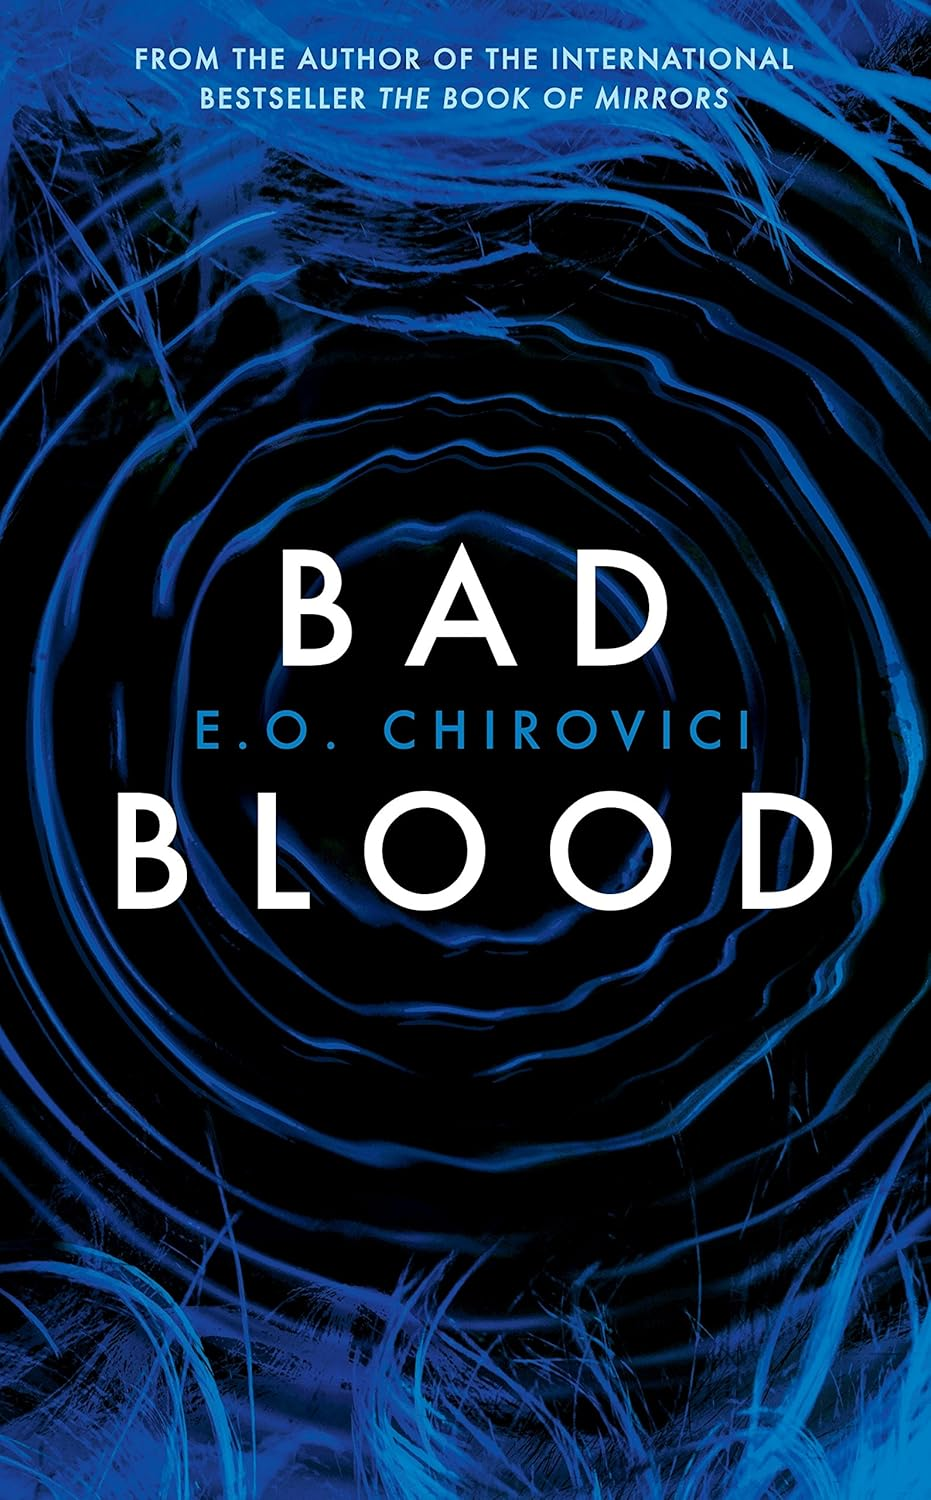 FROM THE AUTHOR OF THE INTERNATIONAL
BESTSELLER THE BOOK OF MIRRORS
BAD
E.O. CHIROVICI
BLOOD